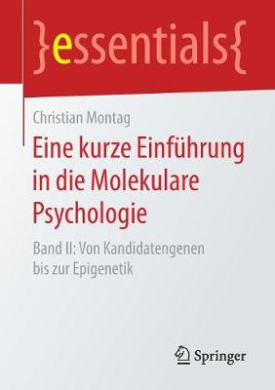 }essentials{
Christian Montag
Eine kurze Einführung
in die Molekulare
Psychologie
Band II: Von Kandidatengenen
bis zur Epigenetik
Springer